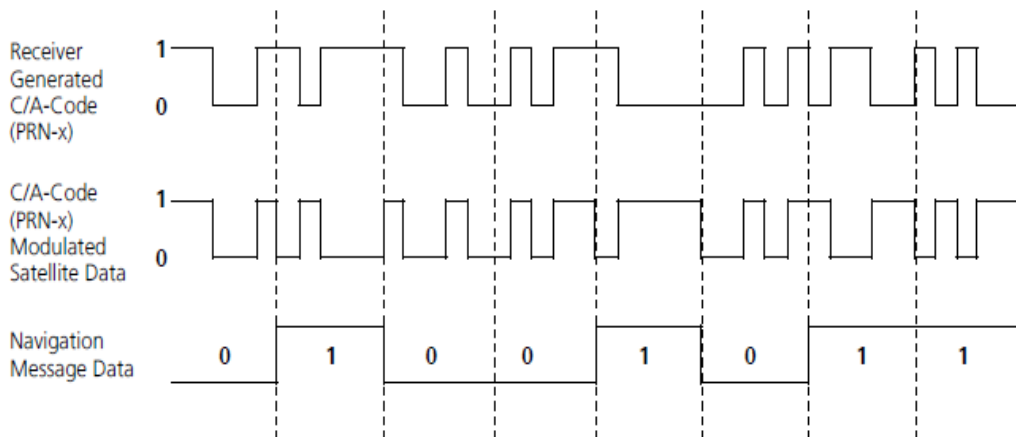 Receiver
Generated
C/A-Code
(PRN-x)
1
0
C/A-Code
(PRN-x)
Modulated
Satellite Data
1
0
Navigation
Message Data
0 1 0 0 1 0 1 1